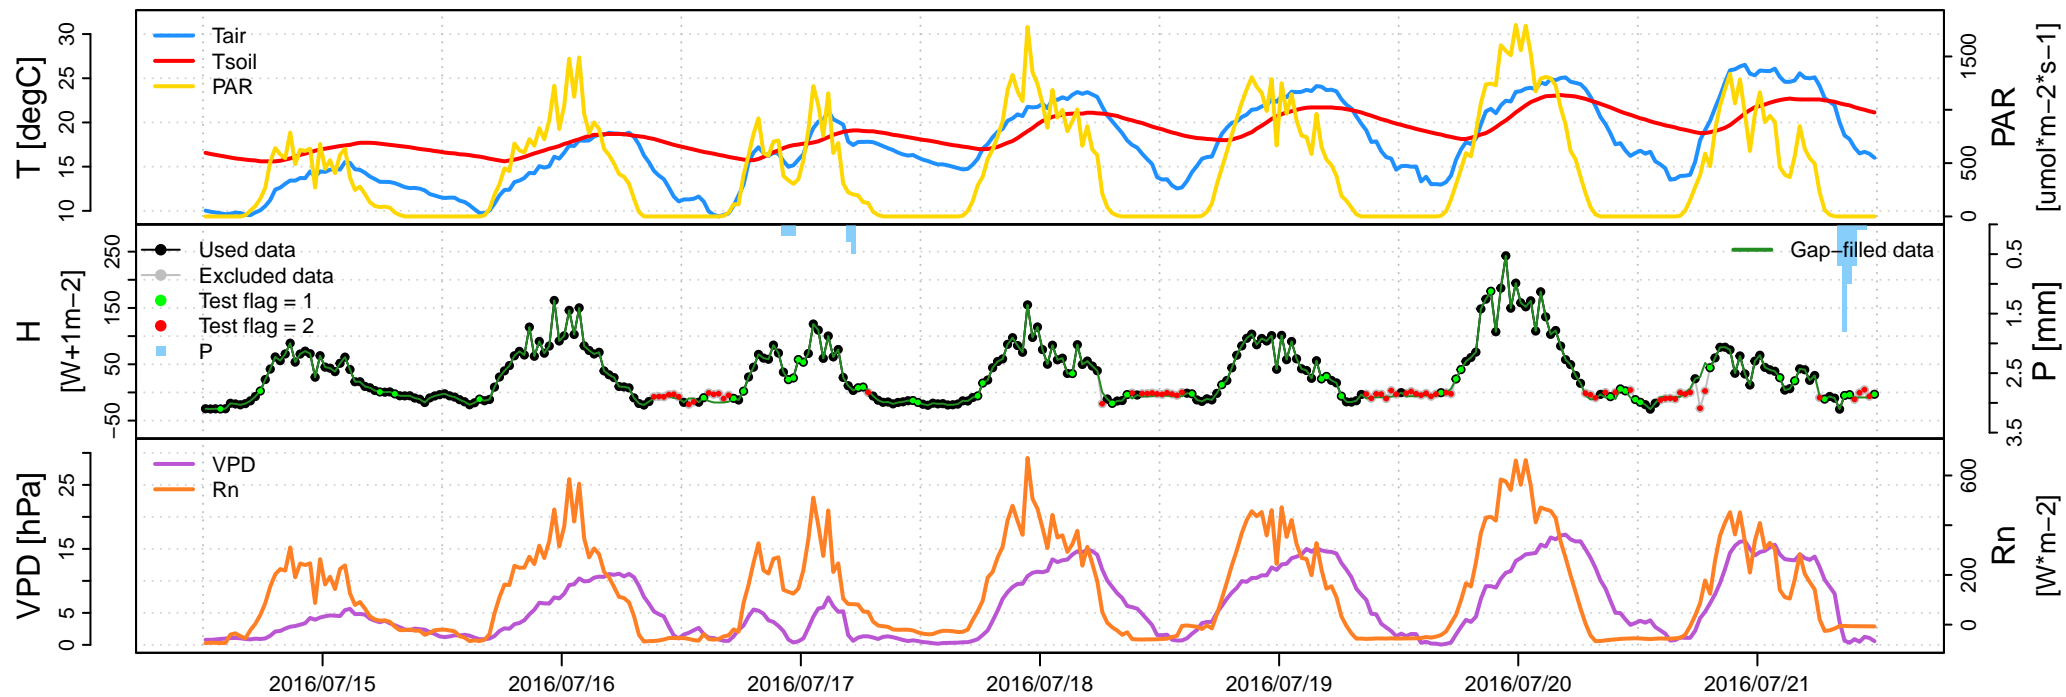 T [degC]
10 15 20 25 30
Tair
Tsoil
PAR
0 500 1500
PAR
[umol*m−2*s−1]
H
[W+1m−2]
−50 50 150 250
Used data
Excluded data
Test flag = 1
Test flag = 2
P
Gap−filled data
0.5 1.5 2.5 3.5
P [mm]
VPD [hPa]
0 5 15 25
VPD
Rn
0 200 600
Rn
[W*m−2]
2016/07/15 2016/07/16 2016/07/17 2016/07/18 2016/07/19 2016/07/20 2016/07/21